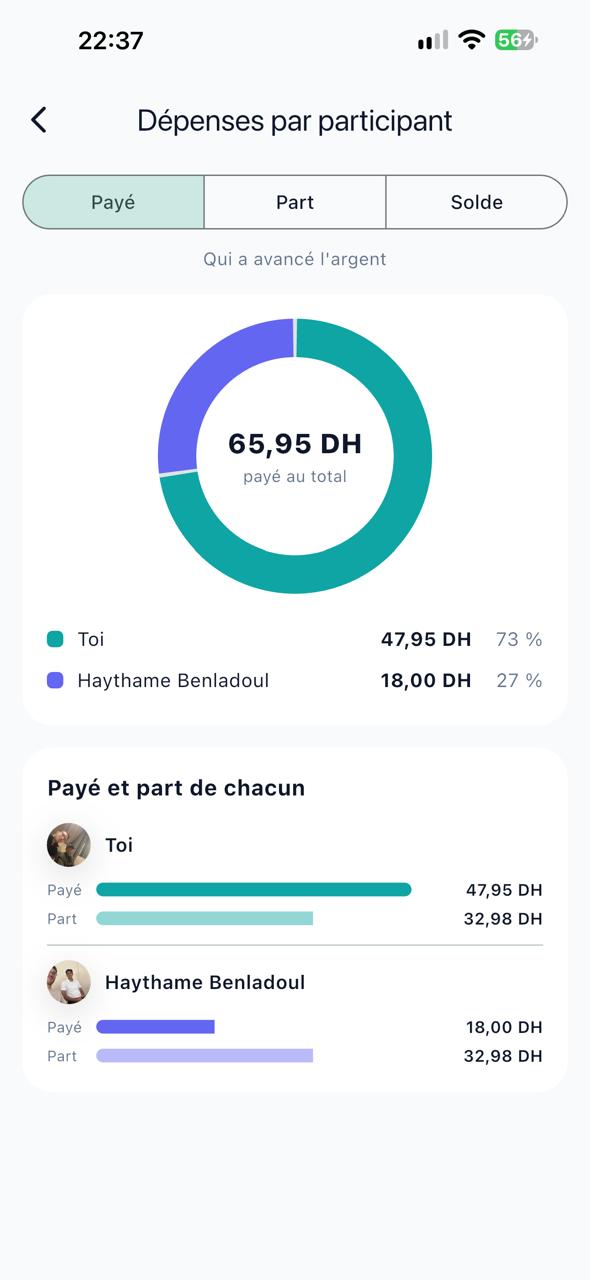 22:37
56
Dépenses par participant
Payé Part Solde
Qui a avancé l'argent
65,95 DH
payé au total
Toi 47,95 DH 73 %
Haythame Benladoul 18,00 DH 27 %
Payé et part de chacun
Toi
Payé 47,95 DH
Part 32,98 DH
Haythame Benladoul
Payé 18,00 DH
Part 32,98 DH